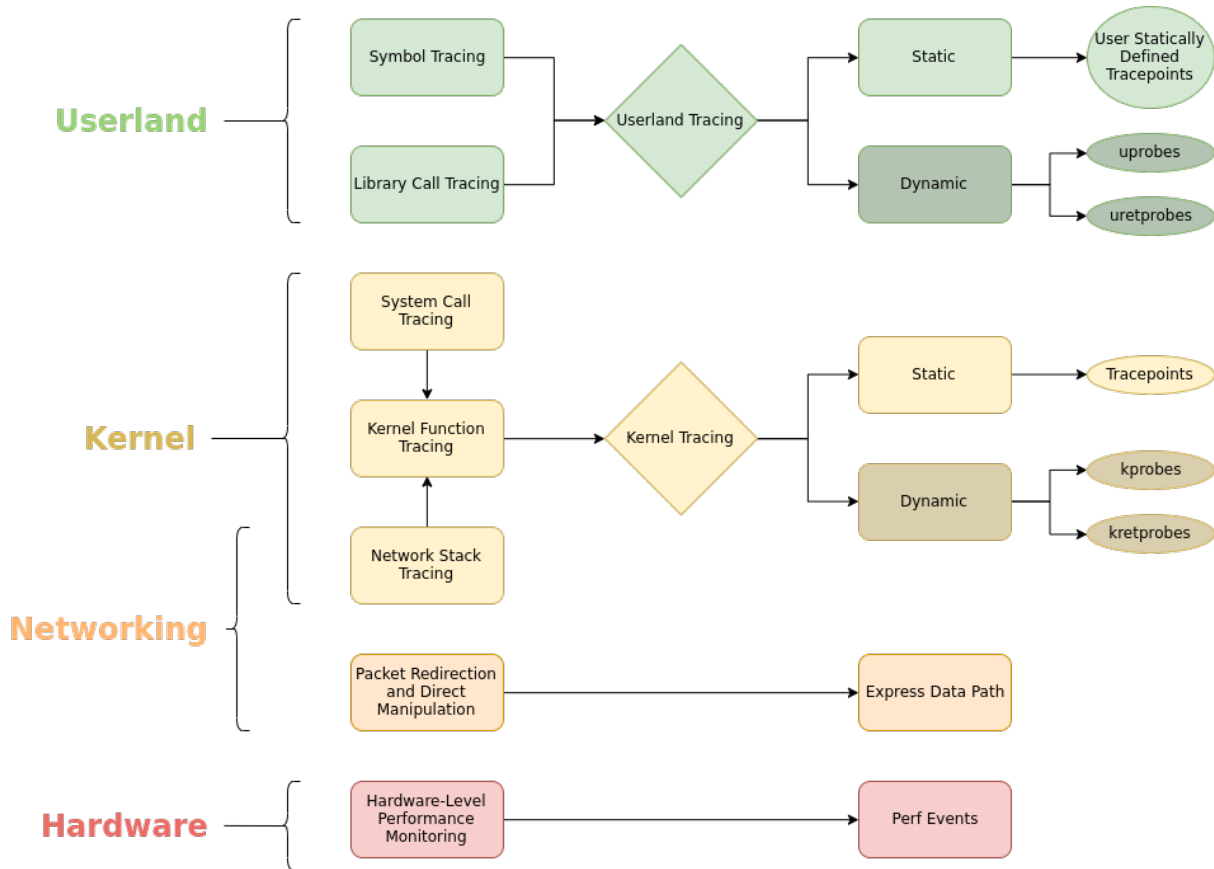 Userland
Symbol Tracing
Library Call Tracing
Userland Tracing
Static
Dynamic
User Statically
Defined
Tracepoints
uprobes
uretprobes
Kernel
System Call
Tracing
Kernel Function
Tracing
Network Stack
Tracing
Kernel Tracing
Static
Dynamic
Tracepoints
kprobes
kretprobes
Networking
Packet Redirection
and Direct
Manipulation
Express Data Path
Hardware
Hardware-Level
Performance
Monitoring
Perf Events